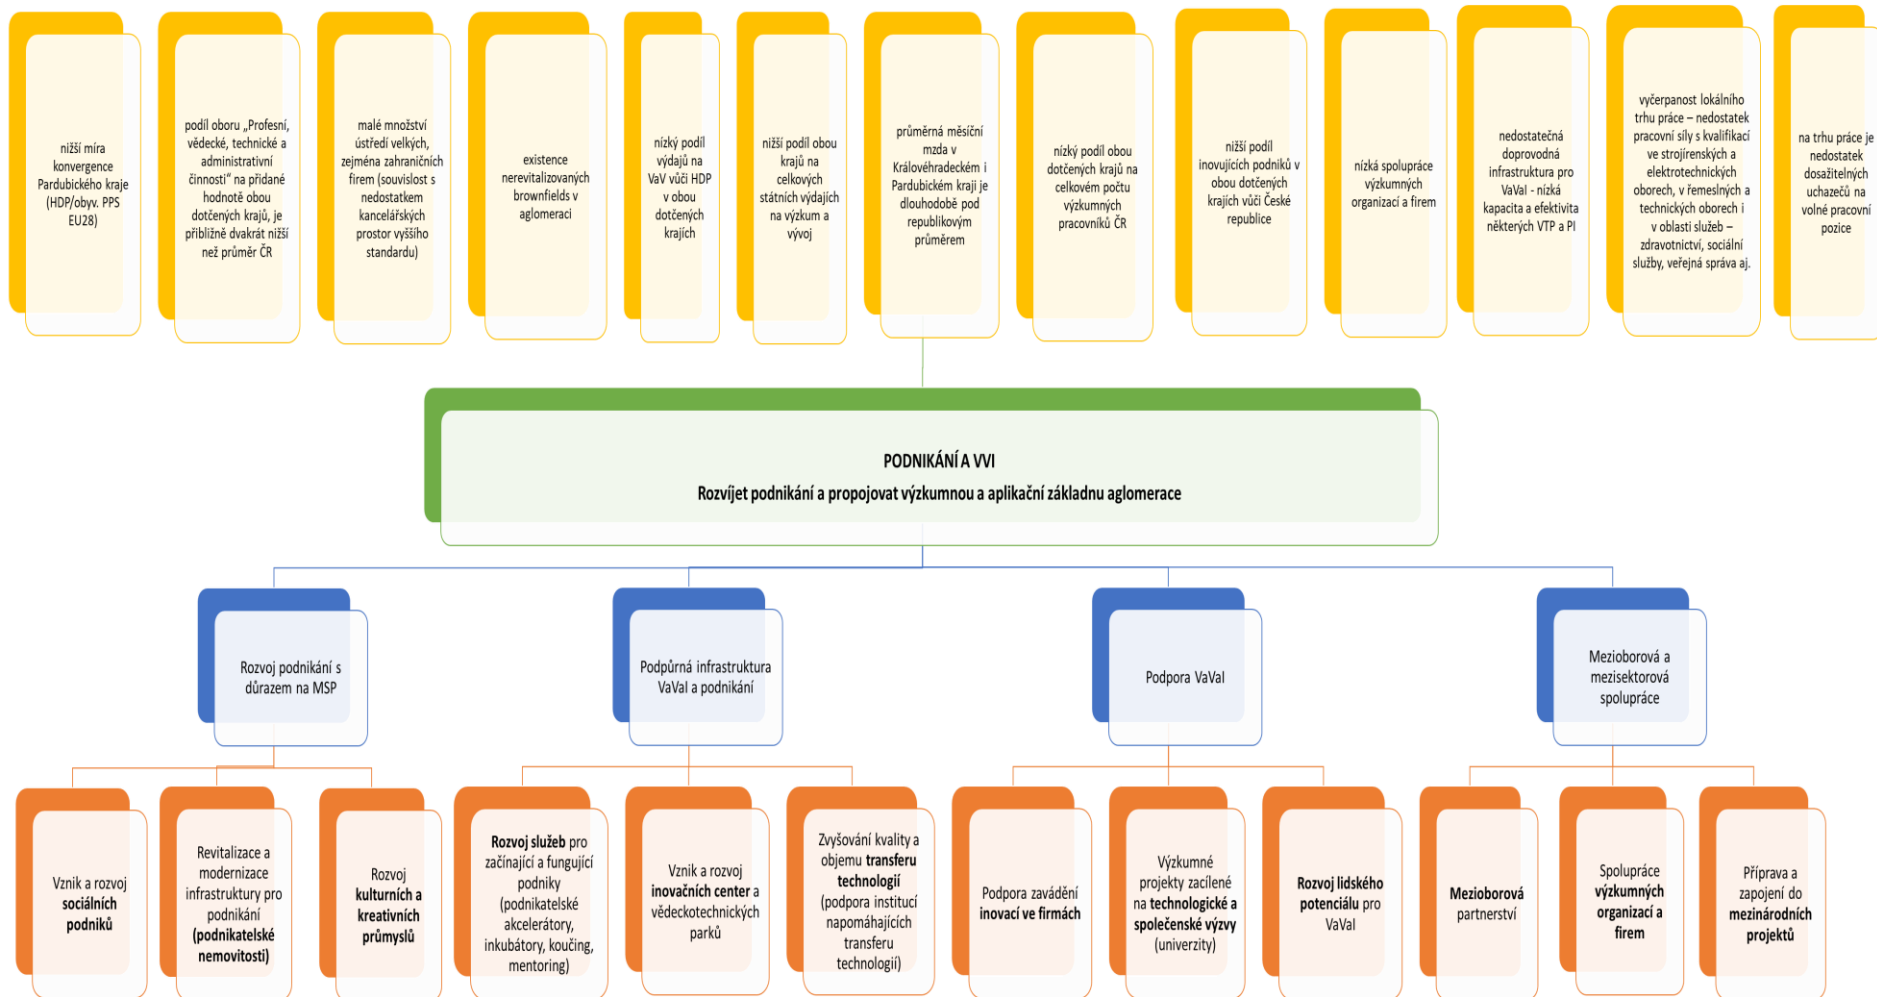 nižší míra
konvergence
Pardubického kraje
(HDP/obyv. PPS
EU28)
podíl oboru „Profesní,
vědecké, technické a
administrativní
činnosti“ na přidané
hodnotě obou
dotčených krajů, je
přibližně dvakrát nižší
než průměr ČR
malé množství
ústředí velkých,
zejména zahraničních
firem (souvislost s
nedostatkem
kancelářských
prostor vyššího
standardu)
existence
nerevitalizovaných
brownfields v
aglomeraci
nízký podíl
výdajů na
VaV vůči HDP
v obou
dotčených
krajích
nižší podíl obou
krajů na
celkových
státních výdajích
na výzkum a
vývoj
průměrná měsíční
mzda v
Královéhradeckém i
Pardubickém kraji je
dlouhodobě pod
republikovým
průměrem
nízký podíl obou
dotčených krajů na
celkovém počtu
výzkumných
pracovníků ČR
nižší podíl
inovujících podniků v
obou dotčených
krajích vůči České
republice
nízká spolupráce
výzkumných
organizací a firem
nedostatečná
doprovodná
infrastruktura pro
VaVaI - nízká
kapacita a efektivita
některých VTP a PI
vyčerpanost lokálního
trhu práce – nedostatek
pracovní síly s kvalifikací
ve strojírenských a
elektrotechnických
oborech, v řemeslných a
technických oborech i
v oblasti služeb –
zdravotnictví, sociální
služby, veřejná správa aj.
na trhu práce je
nedostatek
dosažitelných
uchazečů na
volné pracovní
pozice
PODNIKÁNÍ A VVI
Rozvíjet podnikání a propojovat výzkumnou a aplikační základnu aglomerace
Rozvoj podnikání s
důrazem na MSP
Podpůrná infrastruktura
VaVaI a podnikání
Podpora VaVaI
Mezioborová a
mezisektorová
spolupráce
Vznik a rozvoj
sociálních
podniků
Revitalizace a
modernizace
infrastruktury pro
podnikání
(podnikatelské
nemovitosti)
Rozvoj
kulturních a
kreativních
průmyslů
Rozvoj služeb pro
začínající a fungující
podniky
(podnikatelské
akcelerátory,
inkubátory, koučing,
mentoring)
Vznik a rozvoj
inovačních center a
vědeckotechnických
parků
Zvyšování kvality a
objemu transferu
technologií
(podpora institucí
napomáhajících
transferu
technologií)
Podpora zavádění
inovací ve firmách
Výzkumné
projekty zacílené
na technologické a
společenské výzvy
(univerzity)
Rozvoj lidského
potenciálu pro
VaVaI
Mezioborová
partnerství
Spolupráce
výzkumných
organizací a
firem
Příprava a
zapojení do
mezinárodních
projektů